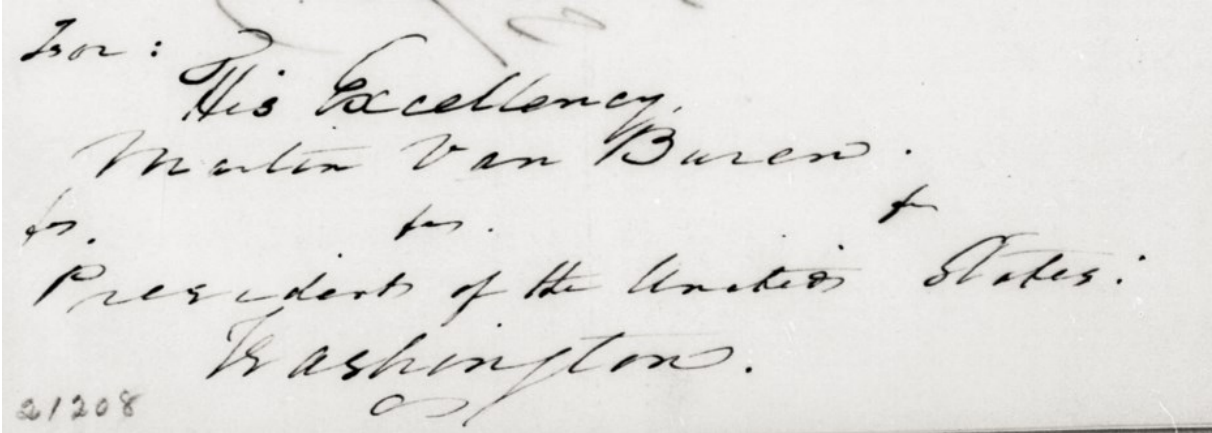 For :
His Excellency,
Martin Van Buren.
President of the United States:
Washington.
21208